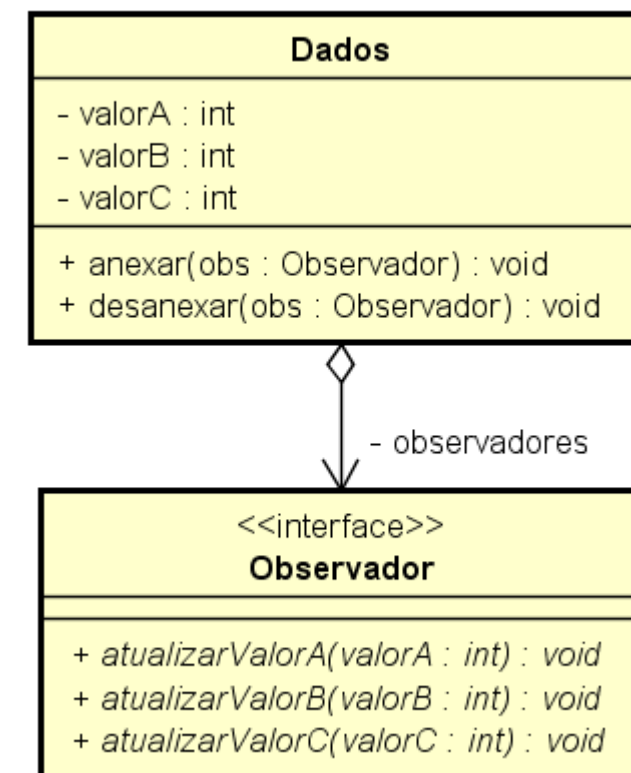 Dados
- valorA : int
- valorB : int
- valorC : int
+ anexar(obs : Observador) : void
+ desanexar(obs : Observador) : void
- observadores
<<interface>>
Observador
+ atualizarValorA(valorA : int) : void
+ atualizarValorB(valorB : int) : void
+ atualizarValorC(valorC : int) : void